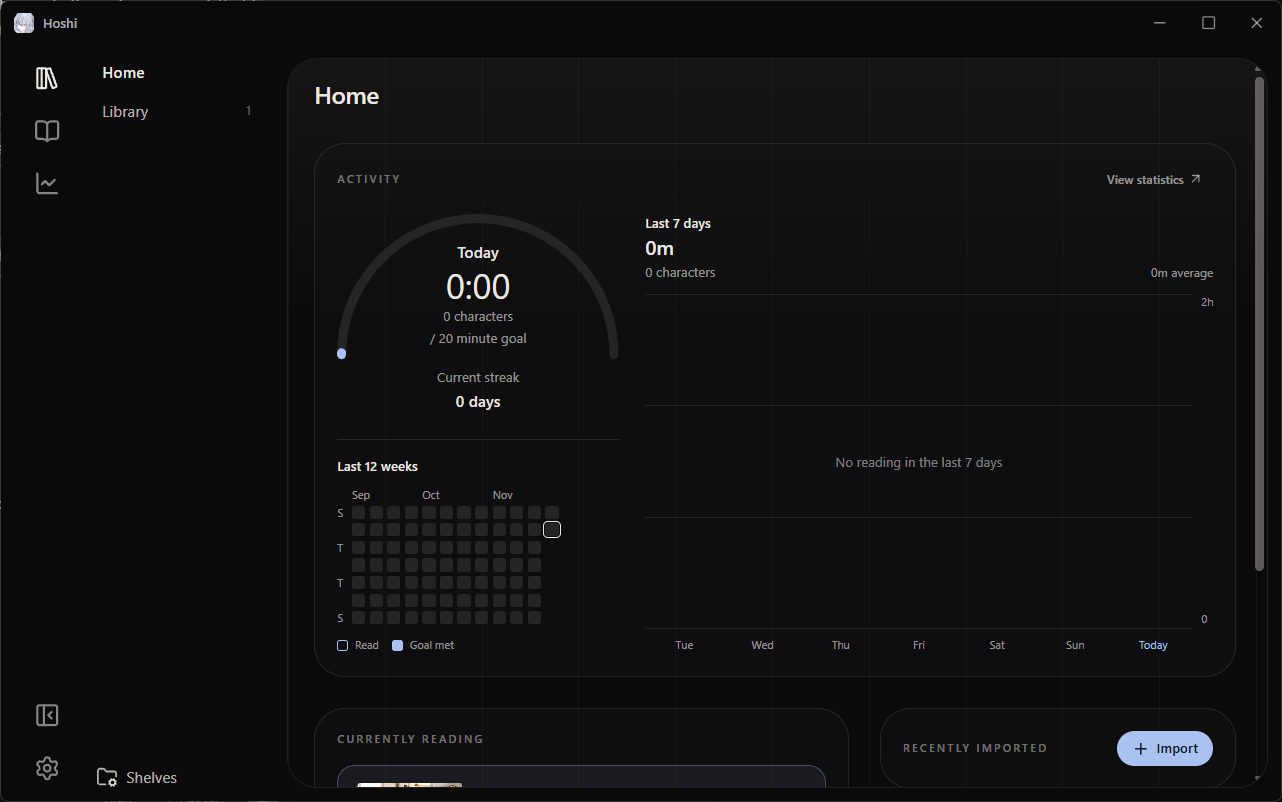 Hoshi
Home
Library 1
Shelves
Home
ACTIVITY
View statistics
Today
0:00
0 characters
/ 20 minute goal
Current streak
0 days
Last 12 weeks
Sep Oct Nov
S
T
T
S
Read Goal met
Last 7 days
0m
0 characters
0m average
2h
No reading in the last 7 days
0
Tue Wed Thu Fri Sat Sun Today
CURRENTLY READING
RECENTLY IMPORTED
Import